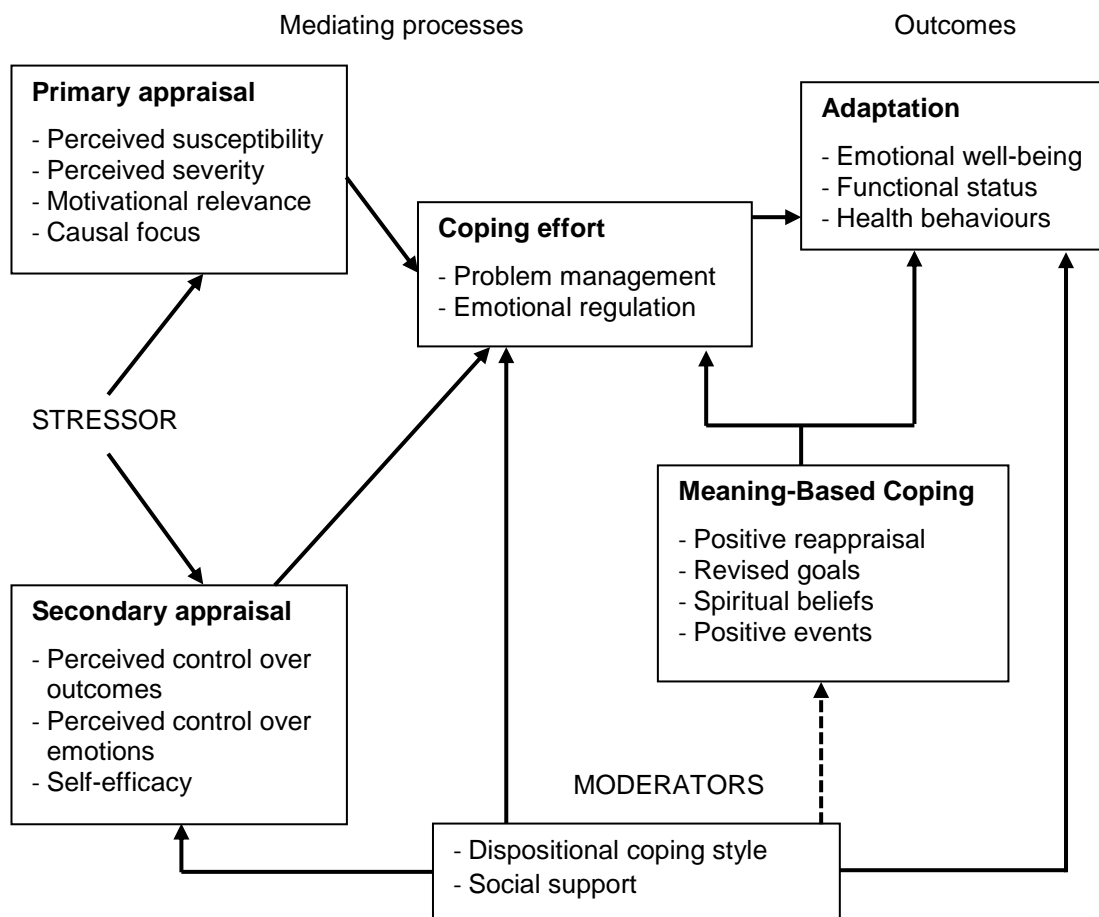 Mediating processes
Outcomes
Primary appraisal
- Perceived susceptibility
- Perceived severity
- Motivational relevance
- Causal focus
Adaptation
- Emotional well-being
- Functional status
- Health behaviours
Coping effort
- Problem management
- Emotional regulation
STRESSOR
Meaning-Based Coping
- Positive reappraisal
- Revised goals
- Spiritual beliefs
- Positive events
Secondary appraisal
- Perceived control over
outcomes
- Perceived control over
emotions
- Self-efficacy
MODERATORS
- Dispositional coping style
- Social support